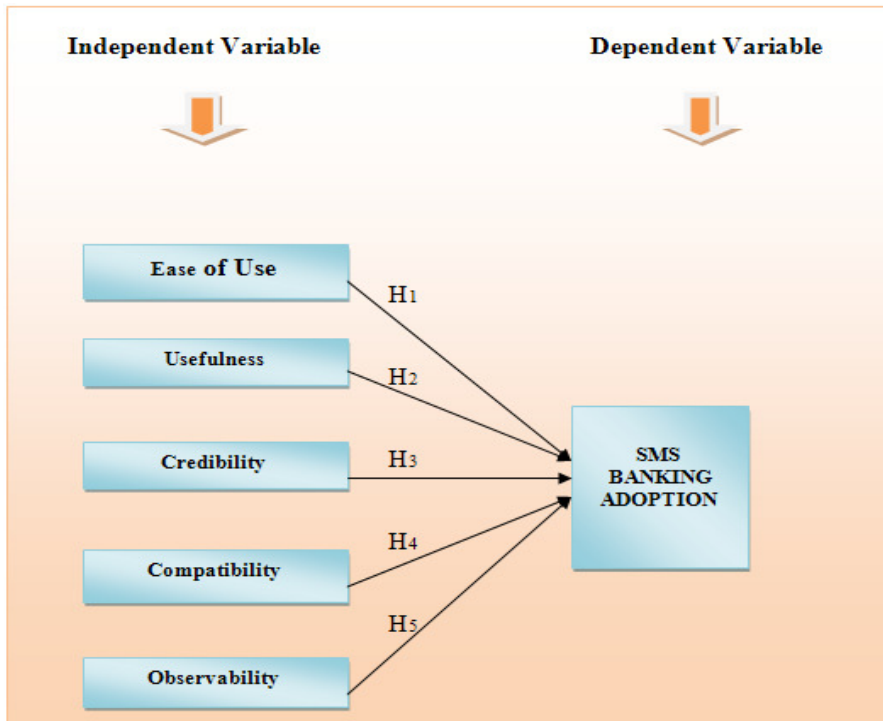 Independent Variable
Dependent Variable
Ease of Use
H1
Usefulness
H2
Credibility
H3
SMS
BANKING
ADOPTION
Compatibility
H4
Observability
H5